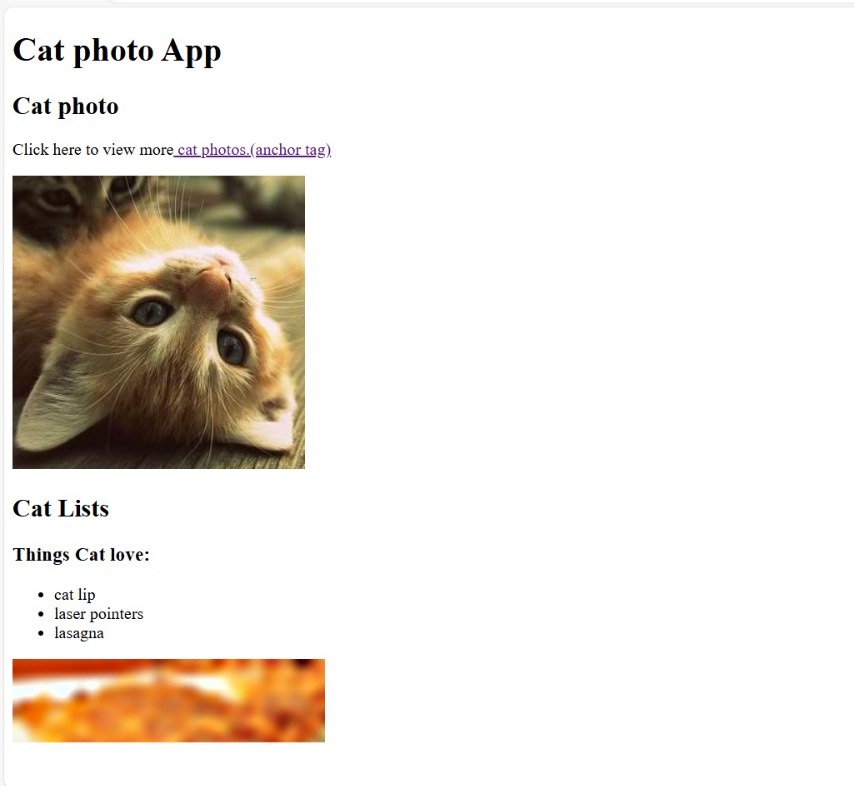 Cat photo App
Cat photo
Click here to view more cat photos.(anchor tag)
Cat Lists
Things Cat love:
cat lip
laser pointers
lasagna